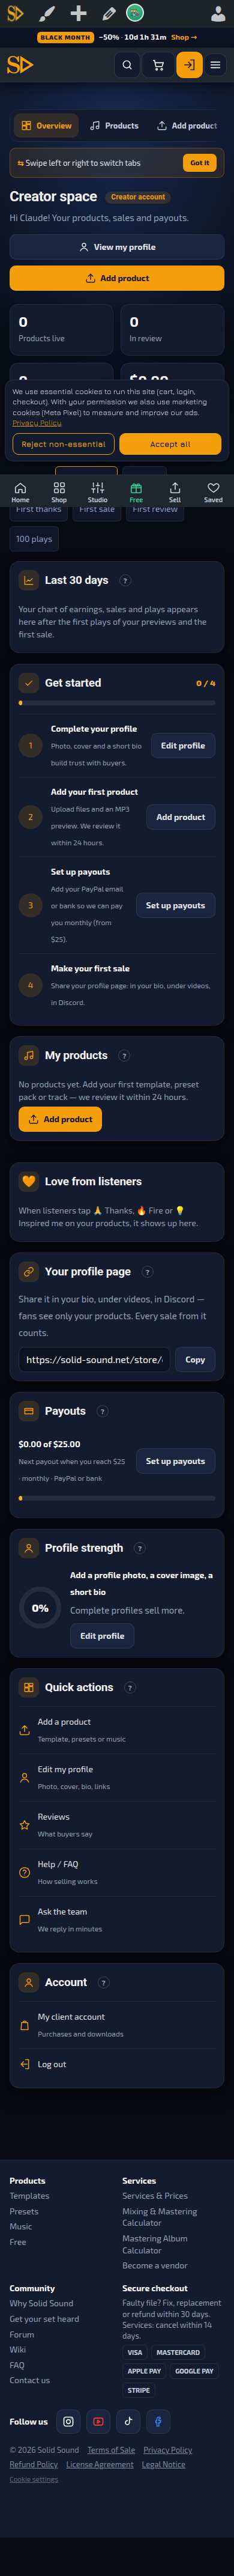 BLACK MONTH -50% · 10d 1h 31m Shop →
Overview Products Add product
⇆ Swipe left or right to switch tabs Got it
Creator space Creator account
Hi Claude! Your products, sales and payouts.
View my profile
Add product
0 0
Products live In review
We use essential cookies to run this site (cart, login, checkout). With your permission we also use marketing cookies (Meta Pixel) to measure and improve our ads.
Privacy Policy
Reject non-essential Accept all
Home Shop Studio Free Sell Saved
First thanks First sale First review
100 plays
Last 30 days ?
Your chart of earnings, sales and plays appears
here after the first plays of your previews and the
first sale.
Get started 0 / 4
1 Complete your profile
Photo, cover and a short bio
build trust with buyers.
Edit profile
2 Add your first product
Upload files and an MP3
preview. We review it
within 24 hours.
Add product
3 Set up payouts
Add your PayPal email
or bank so we can pay
you monthly (from
$25).
Set up payouts
4 Make your first sale
Share your profile page: in your bio, under videos,
in Discord.
My products ?
No products yet. Add your first template, preset
pack or track — we review it within 24 hours.
Add product
Love from listeners
When listeners tap 🙏 Thanks, 🔥 Fire or 💡
Inspired me on your products, it shows up here.
Your profile page ?
Share it in your bio, under videos, in Discord —
fans see only your products. Every sale from it
counts.
https://solid-sound.net/store/ Copy
Payouts ?
$0.00 of $25.00
Next payout when you reach $25
· monthly · PayPal or bank
Set up payouts
Profile strength ?
0%
Add a profile photo, a cover image, a
short bio
Complete profiles sell more.
Edit profile
Quick actions ?
Add a product
Template, presets or music
Edit my profile
Photo, cover, bio, links
Reviews
What buyers say
Help / FAQ
How selling works
Ask the team
We reply in minutes
Account ?
My client account
Purchases and downloads
Log out
Products
Templates
Presets
Music
Free
Services
Services & Prices
Mixing & Mastering
Calculator
Mastering Album
Calculator
Become a vendor
Community
Why Solid Sound
Get your set heard
Forum
Wiki
FAQ
Contact us
Secure checkout
Faulty file? Fix, replacement
or refund within 30 days.
Services: cancel within 14
days.
VISA MASTERCARD
APPLE PAY GOOGLE PAY
STRIPE
Follow us
© 2026 Solid Sound Terms of Sale Privacy Policy
Refund Policy License Agreement Legal Notice
Cookie settings